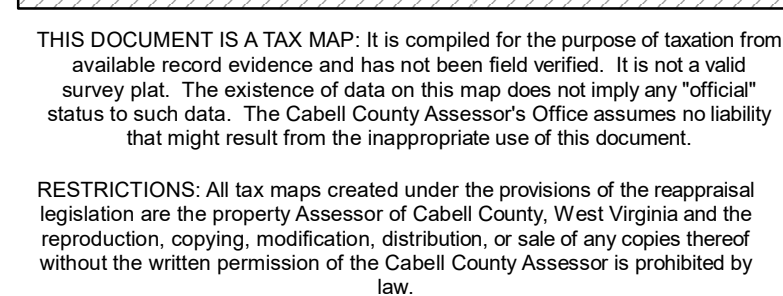 THIS DOCUMENT IS A TAX MAP: It is compiled for the purpose of taxation from
available record evidence and has not been field verified. It is not a valid
survey plat. The existence of data on this map does not imply any "official"
status to such data. The Cabell County Assessor's Office assumes no liability
that might result from the inappropriate use of this document.
RESTRICTIONS: All tax maps created under the provisions of the reappraisal
legislation are the property Assessor of Cabell County, West Virginia and the
reproduction, copying, modification, distribution, or sale of any copies thereof
without the written permission of the Cabell County Assessor is prohibited by
law.